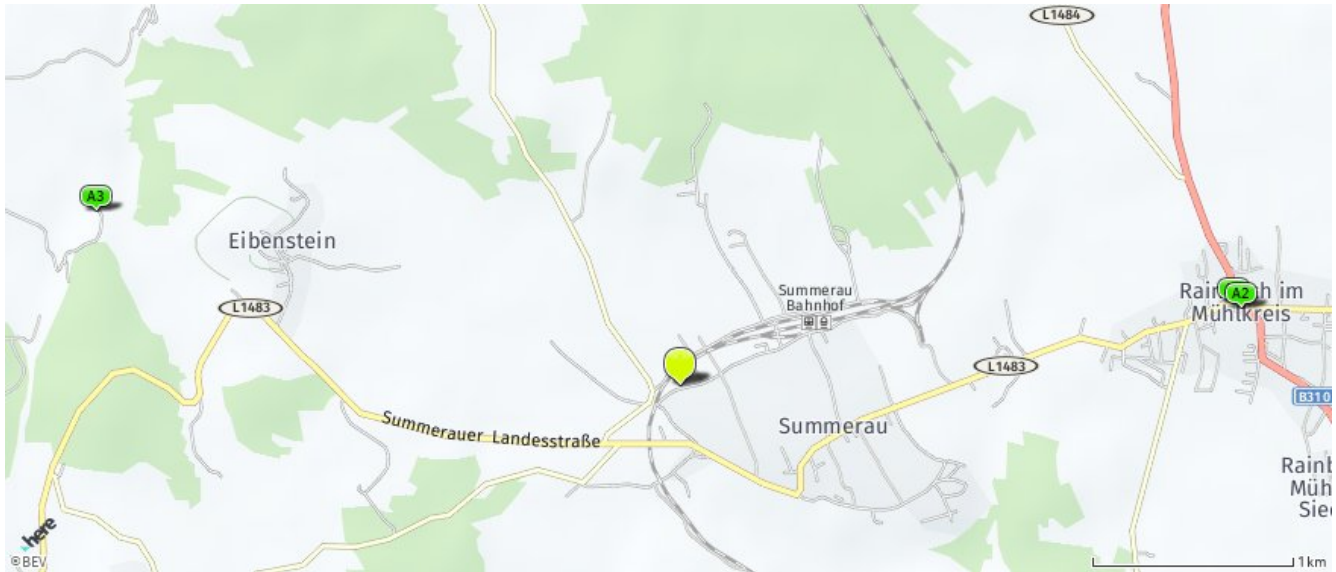 L1484
A3
Eibenstein
L1483
Summerau
Bahnhof
A2
Mühlkreis
L1483
B310
Summerauer Landesstraße
Summerau
here
©BEV
1km